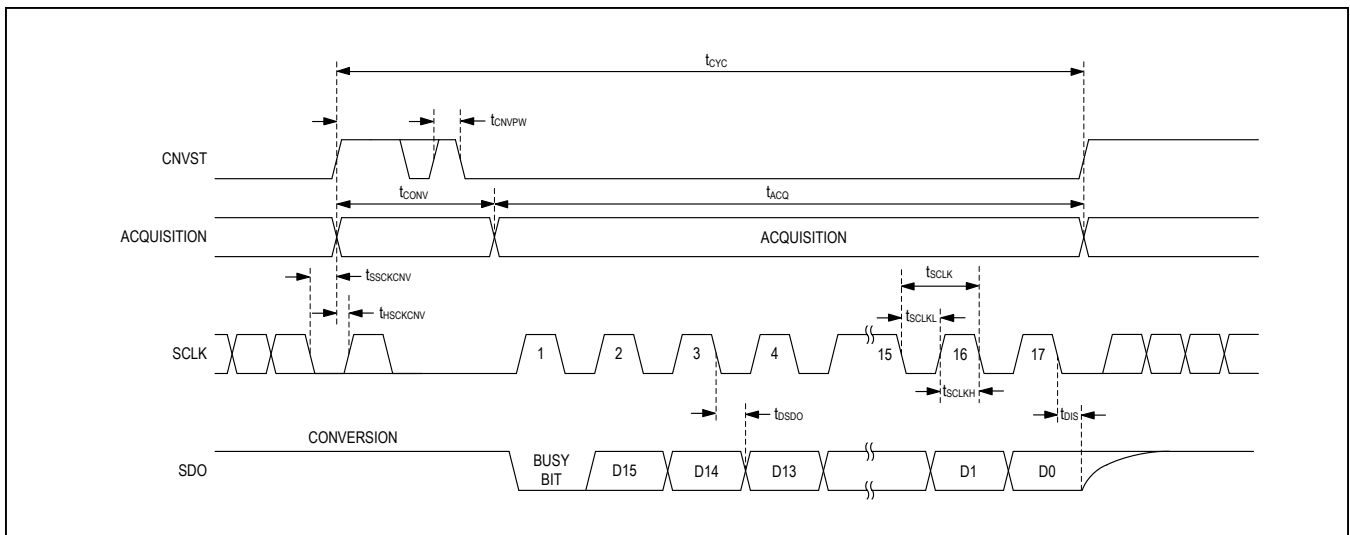 tCYC
tCNVPW
CNVST
tCONV
tACQ
ACQUISITION
ACQUISITION
tSSCKCNV
tSCLK
tHSCKCNV
tSCLKL
SCLK
1
2
3
4
15
16
17
tSCLKH
tDSDO
tDIS
CONVERSION
SDO
BUSY
BIT
D15
D14
D13
D1
D0